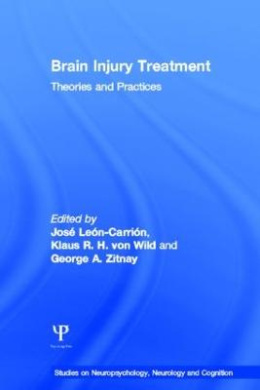 Brain Injury Treatment
Theories and Practices
Edited by
José León-Carrión,
Klaus R. H. von Wild and
George A. Zitnay
Psychology Press
Studies on Neuropsychology, Neurology and Cognition